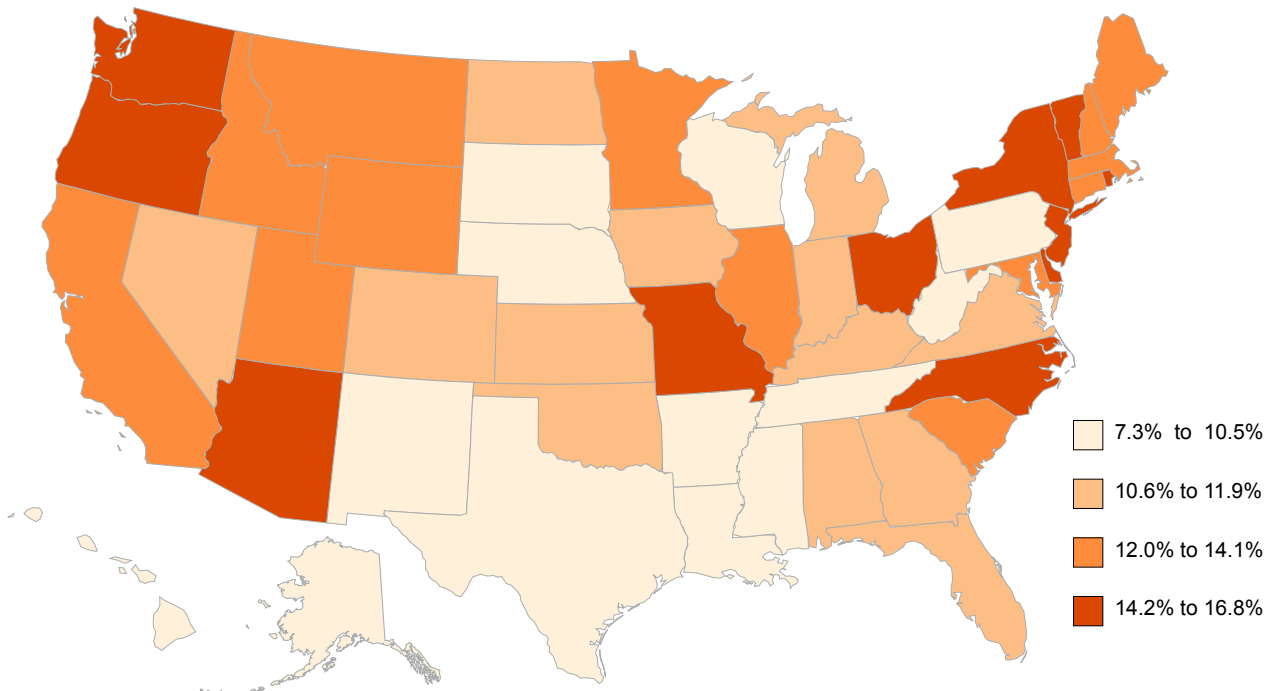 7.3% to 10.5%
10.6% to 11.9%
12.0% to 14.1%
14.2% to 16.8%